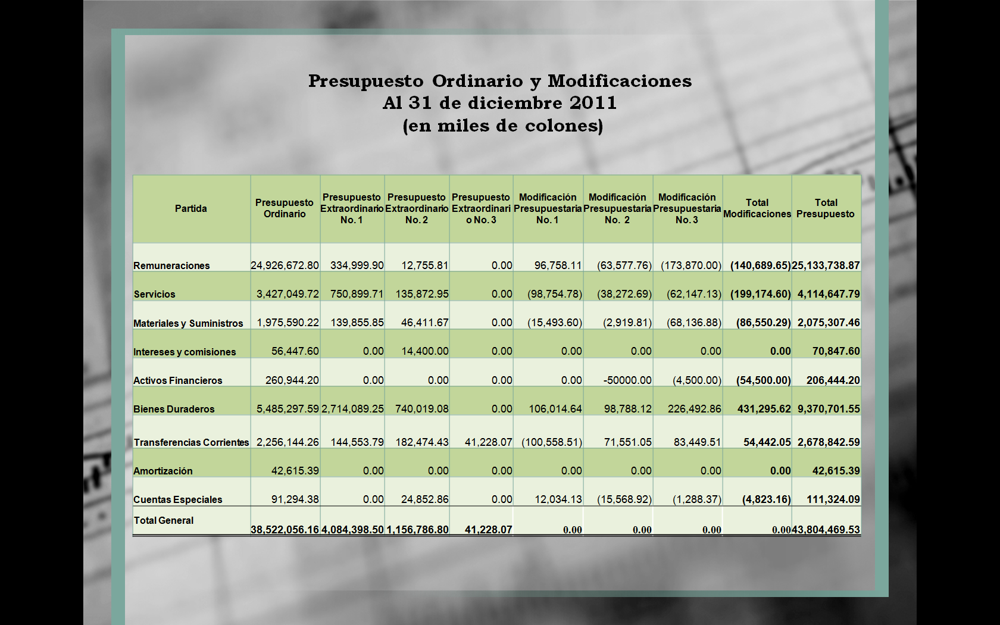 Presupuesto Ordinario y Modificaciones
Al 31 de diciembre 2011
(en miles de colones)
Partida Presupuesto Ordinario Presupuesto Extraordinario No. 1 Presupuesto Extraordinario No. 2 Presupuesto Extraordinari o No. 3 Modificación Presupuestaria No. 1 Modificación Presupuestaria No. 2 Modificación Presupuestaria No. 3 Total Modificaciones Total Presupuesto
Remuneraciones 24,926,672.80 334,999.90 12,755.81 0.00 96,758.11 (63,577.76) (173,870.00) (140,689.65) 25,133,738.87
Servicios 3,427,049.72 750,899.71 135,872.95 0.00 (98,754.78) (38,272.69) (62,147.13) (199,174.60) 4,114,647.79
Materiales y Suministros 1,975,590.22 139,855.85 46,411.67 0.00 (15,493.60) (2,919.81) (68,136.88) (86,550.29) 2,075,307.46
Intereses y comisiones 56,447.60 0.00 14,400.00 0.00 0.00 0.00 0.00 0.00 70,847.60
Activos Financieros 260,944.20 0.00 0.00 0.00 0.00 -50000.00 (4,500.00) (54,500.00) 206,444.20
Bienes Duraderos 5,485,297.59 2,714,089.25 740,019.08 0.00 106,014.64 98,788.12 226,492.86 431,295.62 9,370,701.55
Transferencias Corrientes 2,256,144.26 144,553.79 182,474.43 41,228.07 (100,558.51) 71,551.05 83,449.51 54,442.05 2,678,842.59
Amortización 42,615.39 0.00 0.00 0.00 0.00 0.00 0.00 0.00 42,615.39
Cuentas Especiales 91,294.38 0.00 24,852.86 0.00 12,034.13 (15,568.92) (1,288.37) (4,823.16) 111,324.09
Total General 38,522,056.16 4,084,398.50 1,156,786.80 41,228.07 0.00 0.00 0.00 0.00 43,804,469.53